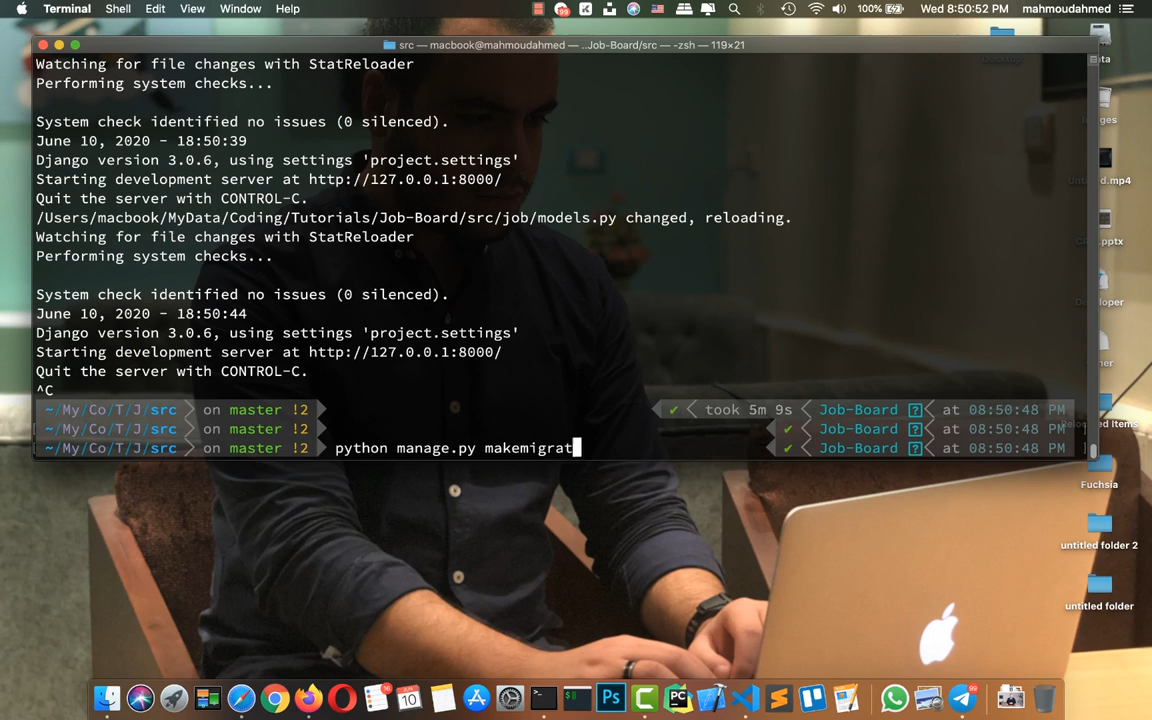 Terminal Shell Edit View Window Help 99 100% Wed 8:50:52 PM mahmoudahmed
src — macbook@mahmoudahmed — ..Job-Board/src — -zsh — 119×21
Watching for file changes with StatReloader
Performing system checks...
System check identified no issues (0 silenced).
June 10, 2020 - 18:50:39
Django version 3.0.6, using settings 'project.settings'
Starting development server at http://127.0.0.1:8000/
Quit the server with CONTROL-C.
/Users/macbook/MyData/Coding/Tutorials/Job-Board/src/job/models.py changed, reloading.
Watching for file changes with StatReloader
Performing system checks...
System check identified no issues (0 silenced).
June 10, 2020 - 18:50:44
Django version 3.0.6, using settings 'project.settings'
Starting development server at http://127.0.0.1:8000/
Quit the server with CONTROL-C.
^C
~/My/Co/T/J/src on master !2 ✔ took 5m 9s Job-Board ? at 08:50:48 PM
~/My/Co/T/J/src on master !2 ✔ Job-Board ? at 08:50:48 PM
~/My/Co/T/J/src on master !2 python manage.py makemigrat ✔ Job-Board ? at 08:50:48 PM
Fuchsia
untitled folder 2
untitled folder
Ps
PC
10